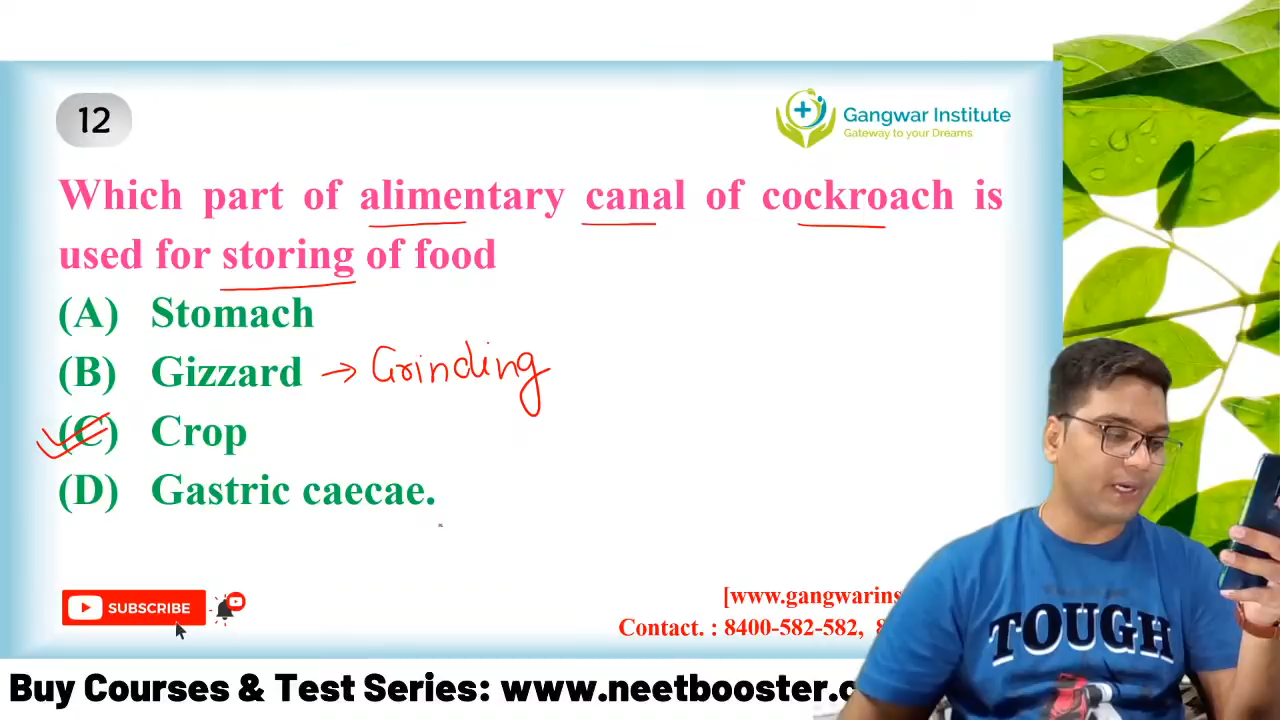 12
Gangwar Institute
Gateway to your Dreams
Which part of alimentary canal of cockroach is
used for storing of food
(A) Stomach
(B) Gizzard → Grinding
(C) Crop
(D) Gastric caecae.
SUBSCRIBE
[www.gangwarins
Contact. : 8400-582-582, 8
TOUGH
Buy Courses & Test Series: www.neetbooster.c